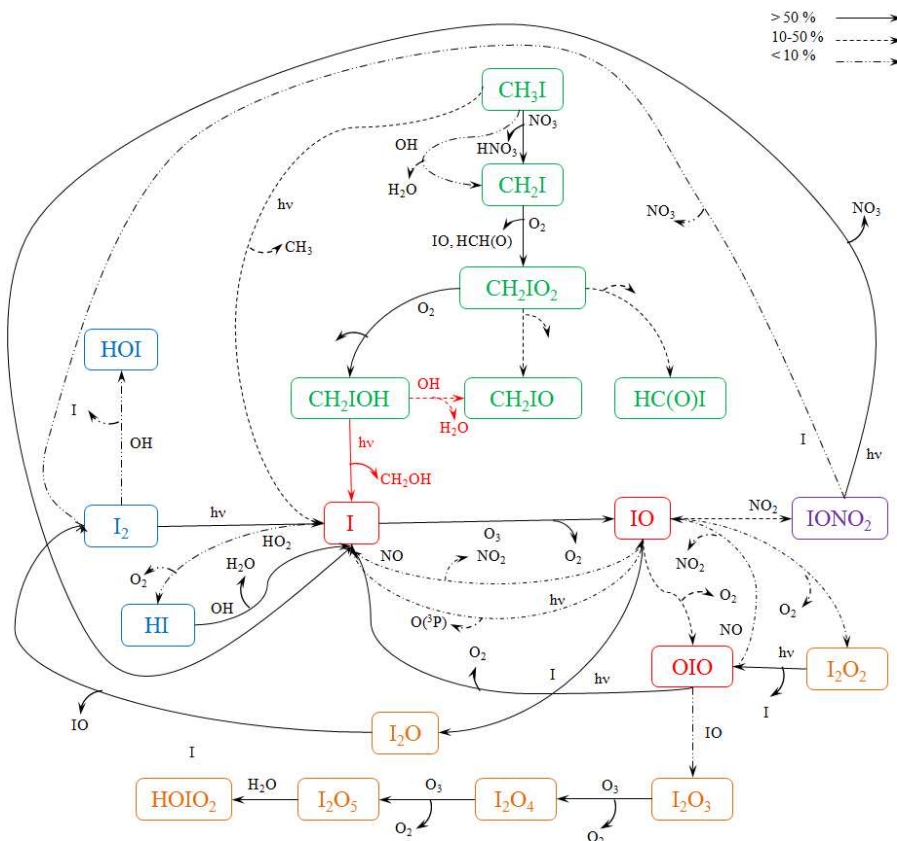 > 50 %
10-50 %
< 10 %
CH₃I
NO₃
OH
HNO₃
H₂O
CH₂I
hν
NO₃
NO₃
O₂
IO, HCH(O)
CH₃
CH₂IO₂
O₂
HOI
CH₂IOH
OH
CH₂IO
HC(O)I
I
H₂O
I
OH
hν
hν
CH₂OH
I₂
hν
I
IO
NO₂
IONO₂
HO₂
O₃
O₂
H₂O
NO
NO₂
NO₂
O₂
hν
O₂
HI
OH
O(³P)
O₂
NO
O₂
OIO
hν
I₂O₂
I
hν
I
IO
I₂O
IO
I
HOIO₂
H₂O
I₂O₅
O₃
I₂O₄
O₃
I₂O₃
O₂
O₂